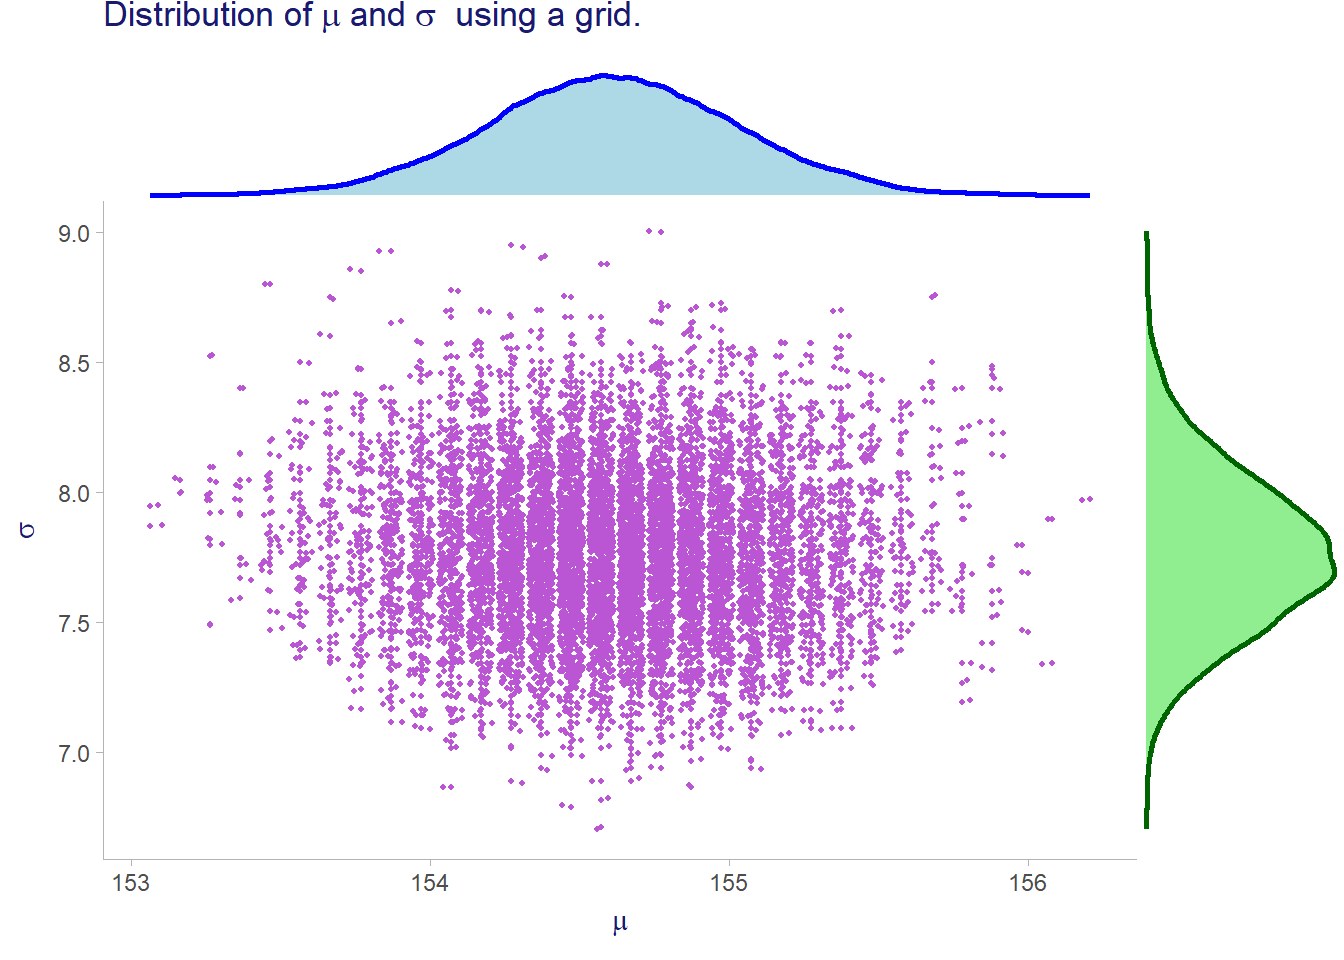 Distribution of μ and σ  using a grid.
9.0
8.5
8.0
7.5
7.0
σ
153 154 155 156
μ